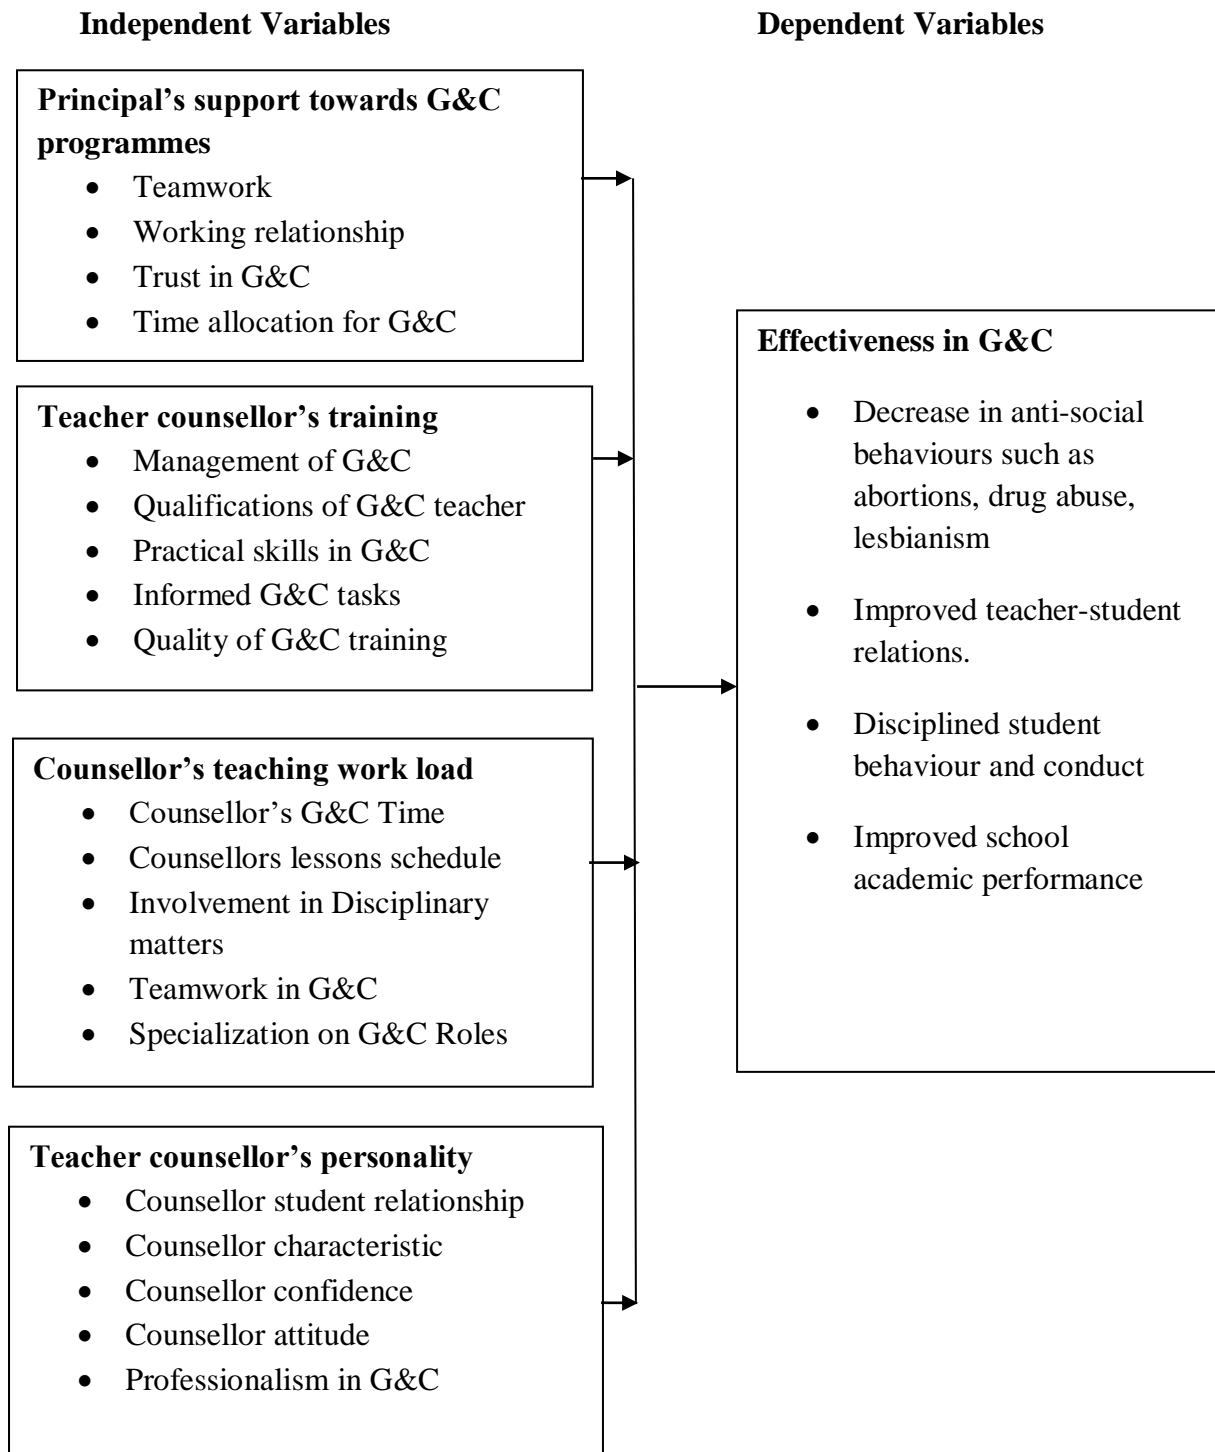 Independent Variables
Dependent Variables
Principal’s support towards G&C
programmes
• Teamwork
• Working relationship
• Trust in G&C
• Time allocation for G&C
Teacher counsellor’s training
• Management of G&C
• Qualifications of G&C teacher
• Practical skills in G&C
• Informed G&C tasks
• Quality of G&C training
Counsellor’s teaching work load
• Counsellor’s G&C Time
• Counsellors lessons schedule
• Involvement in Disciplinary
matters
• Teamwork in G&C
• Specialization on G&C Roles
Teacher counsellor’s personality
• Counsellor student relationship
• Counsellor characteristic
• Counsellor confidence
• Counsellor attitude
• Professionalism in G&C
Effectiveness in G&C
• Decrease in anti-social
behaviours such as
abortions, drug abuse,
lesbianism
• Improved teacher-student
relations.
• Disciplined student
behaviour and conduct
• Improved school
academic performance